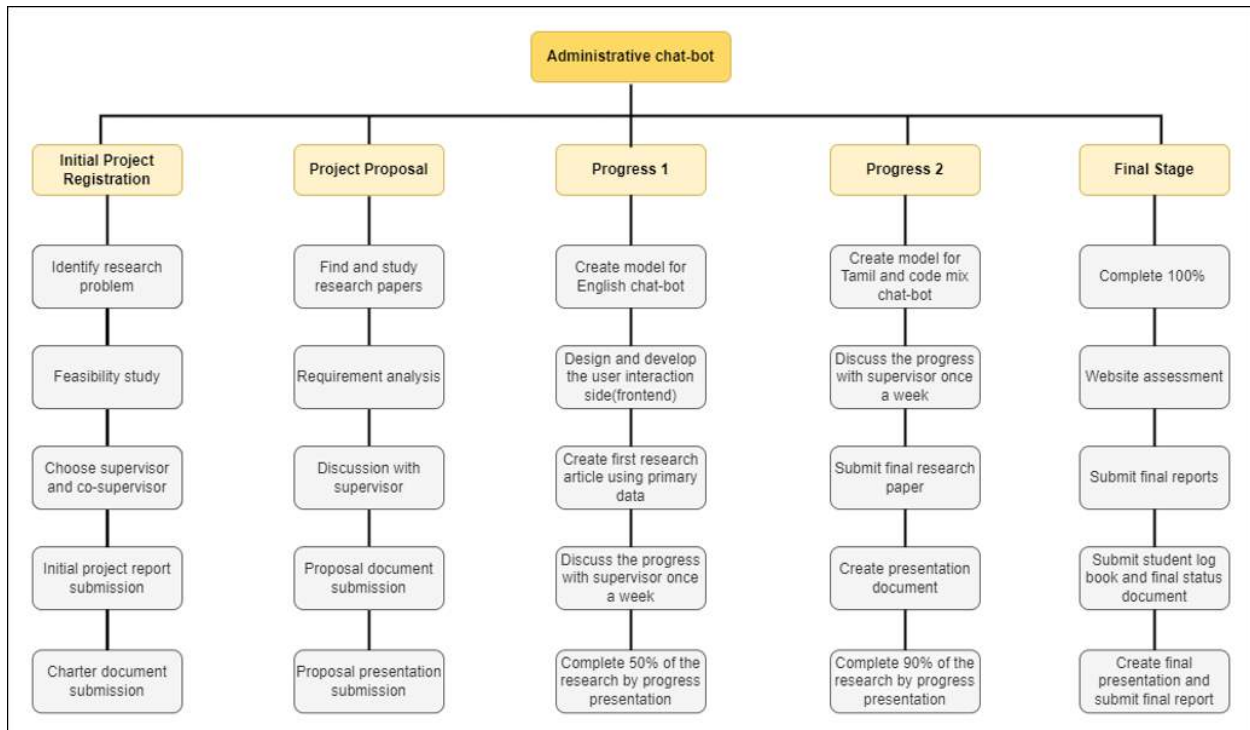 Administrative chat-bot
Initial Project
Registration
Project Proposal
Progress 1
Progress 2
Final Stage
Identify research
problem
Find and study
research papers
Create model for
English chat-bot
Create model for
Tamil and code mix
chat-bot
Complete 100%
Feasibility study
Requirement analysis
Design and develop
the user interaction
side(frontend)
Discuss the progress
with supervisor once
a week
Website assessment
Choose supervisor
and co-supervisor
Discussion with
supervisor
Create first research
article using primary
data
Submit final research
paper
Submit final reports
Initial project report
submission
Proposal document
submission
Discuss the progress
with supervisor once
a week
Create presentation
document
Submit student log
book and final status
document
Charter document
submission
Proposal presentation
submission
Complete 50% of the
research by progress
presentation
Complete 90% of the
research by progress
presentation
Create final
presentation and
submit final report